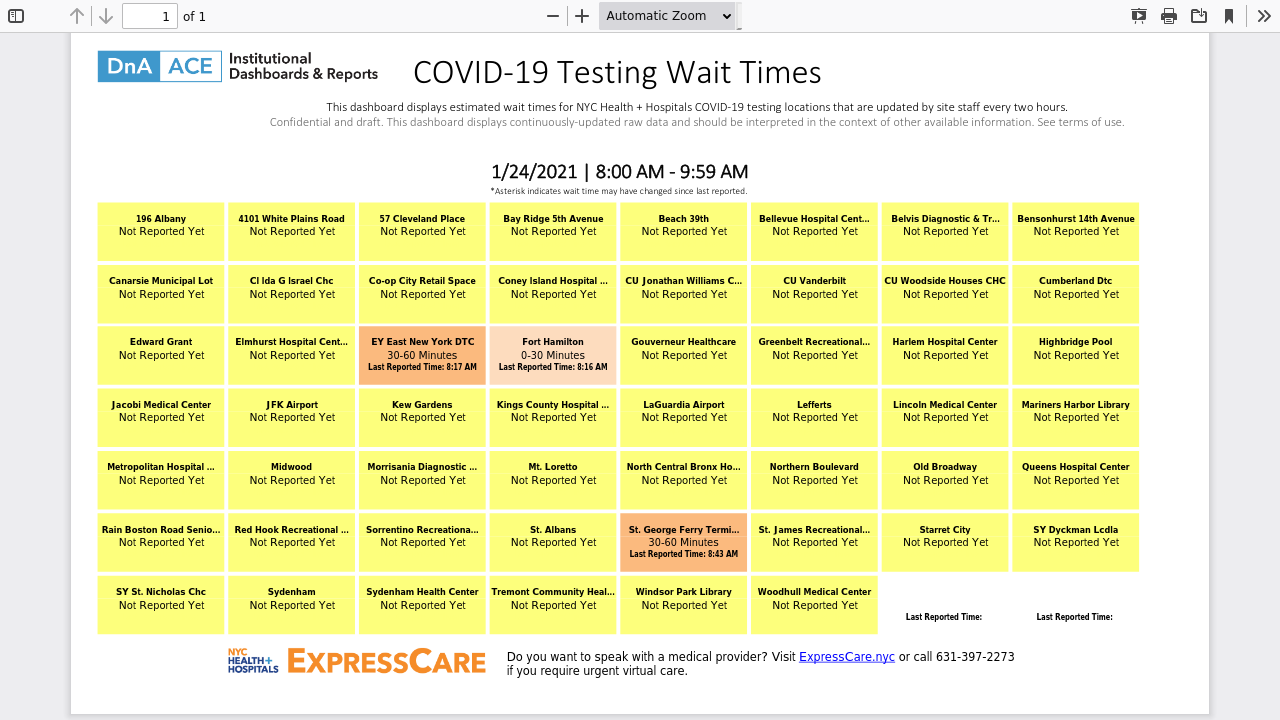 1 of 1 Automatic Zoom
DnA ACE Institutional Dashboards & Reports
COVID-19 Testing Wait Times
This dashboard displays estimated wait times for NYC Health + Hospitals COVID-19 testing locations that are updated by site staff every two hours.
Confidential and draft. This dashboard displays continuously-updated raw data and should be interpreted in the context of other available information. See terms of use.
1/24/2021 | 8:00 AM - 9:59 AM
*Asterisk indicates wait time may have changed since last reported.
196 Albany 4101 White Plains Road 57 Cleveland Place Bay Ridge 5th Avenue Beach 39th Bellevue Hospital Cent... Belvis Diagnostic & Tr... Bensonhurst 14th Avenue
Not Reported Yet Not Reported Yet Not Reported Yet Not Reported Yet Not Reported Yet Not Reported Yet Not Reported Yet Not Reported Yet
Canarsie Municipal Lot CI Ida G Israel Chc Co-op City Retail Space Coney Island Hospital ... CU Jonathan Williams C... CU Vanderbilt CU Woodside Houses CHC Cumberland Dtc
Not Reported Yet Not Reported Yet Not Reported Yet Not Reported Yet Not Reported Yet Not Reported Yet Not Reported Yet Not Reported Yet
Edward Grant Elmhurst Hospital Cent... EY East New York DTC Fort Hamilton Gouverneur Healthcare Greenbelt Recreational... Harlem Hospital Center Highbridge Pool
Not Reported Yet Not Reported Yet 30-60 Minutes 0-30 Minutes Not Reported Yet Not Reported Yet Not Reported Yet Not Reported Yet
Last Reported Time: 8:17 AM Last Reported Time: 8:16 AM
Jacobi Medical Center JFK Airport Kew Gardens Kings County Hospital ... LaGuardia Airport Lefferts Lincoln Medical Center Mariners Harbor Library
Not Reported Yet Not Reported Yet Not Reported Yet Not Reported Yet Not Reported Yet Not Reported Yet Not Reported Yet Not Reported Yet
Metropolitan Hospital ... Midwood Morrisania Diagnostic ... Mt. Loretto North Central Bronx Ho... Northern Boulevard Old Broadway Queens Hospital Center
Not Reported Yet Not Reported Yet Not Reported Yet Not Reported Yet Not Reported Yet Not Reported Yet Not Reported Yet Not Reported Yet
Rain Boston Road Senio... Red Hook Recreational ... Sorrentino Recreationa... St. Albans St. George Ferry Termi... St. James Recreational... Starret City SY Dyckman Lcdla
Not Reported Yet Not Reported Yet Not Reported Yet Not Reported Yet 30-60 Minutes Not Reported Yet Not Reported Yet Not Reported Yet
Last Reported Time: 8:43 AM
SY St. Nicholas Chc Sydenham Sydenham Health Center Tremont Community Heal... Windsor Park Library Woodhull Medical Center
Not Reported Yet Not Reported Yet Not Reported Yet Not Reported Yet Not Reported Yet Not Reported Yet
Last Reported Time: Last Reported Time:
NYC HEALTH+ HOSPITALS EXPRESSCARE
Do you want to speak with a medical provider? Visit ExpressCare.nyc or call 631-397-2273
if you require urgent virtual care.